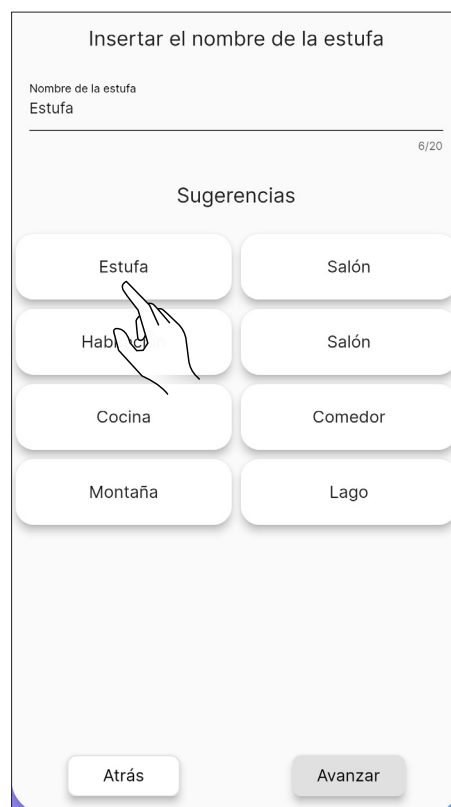 Insertar el nombre de la estufa
Nombre de la estufa
Estufa
6/20
Sugerencias
Estufa Salón
Salón
Cocina Comedor
Montaña Lago
Atrás Avanzar